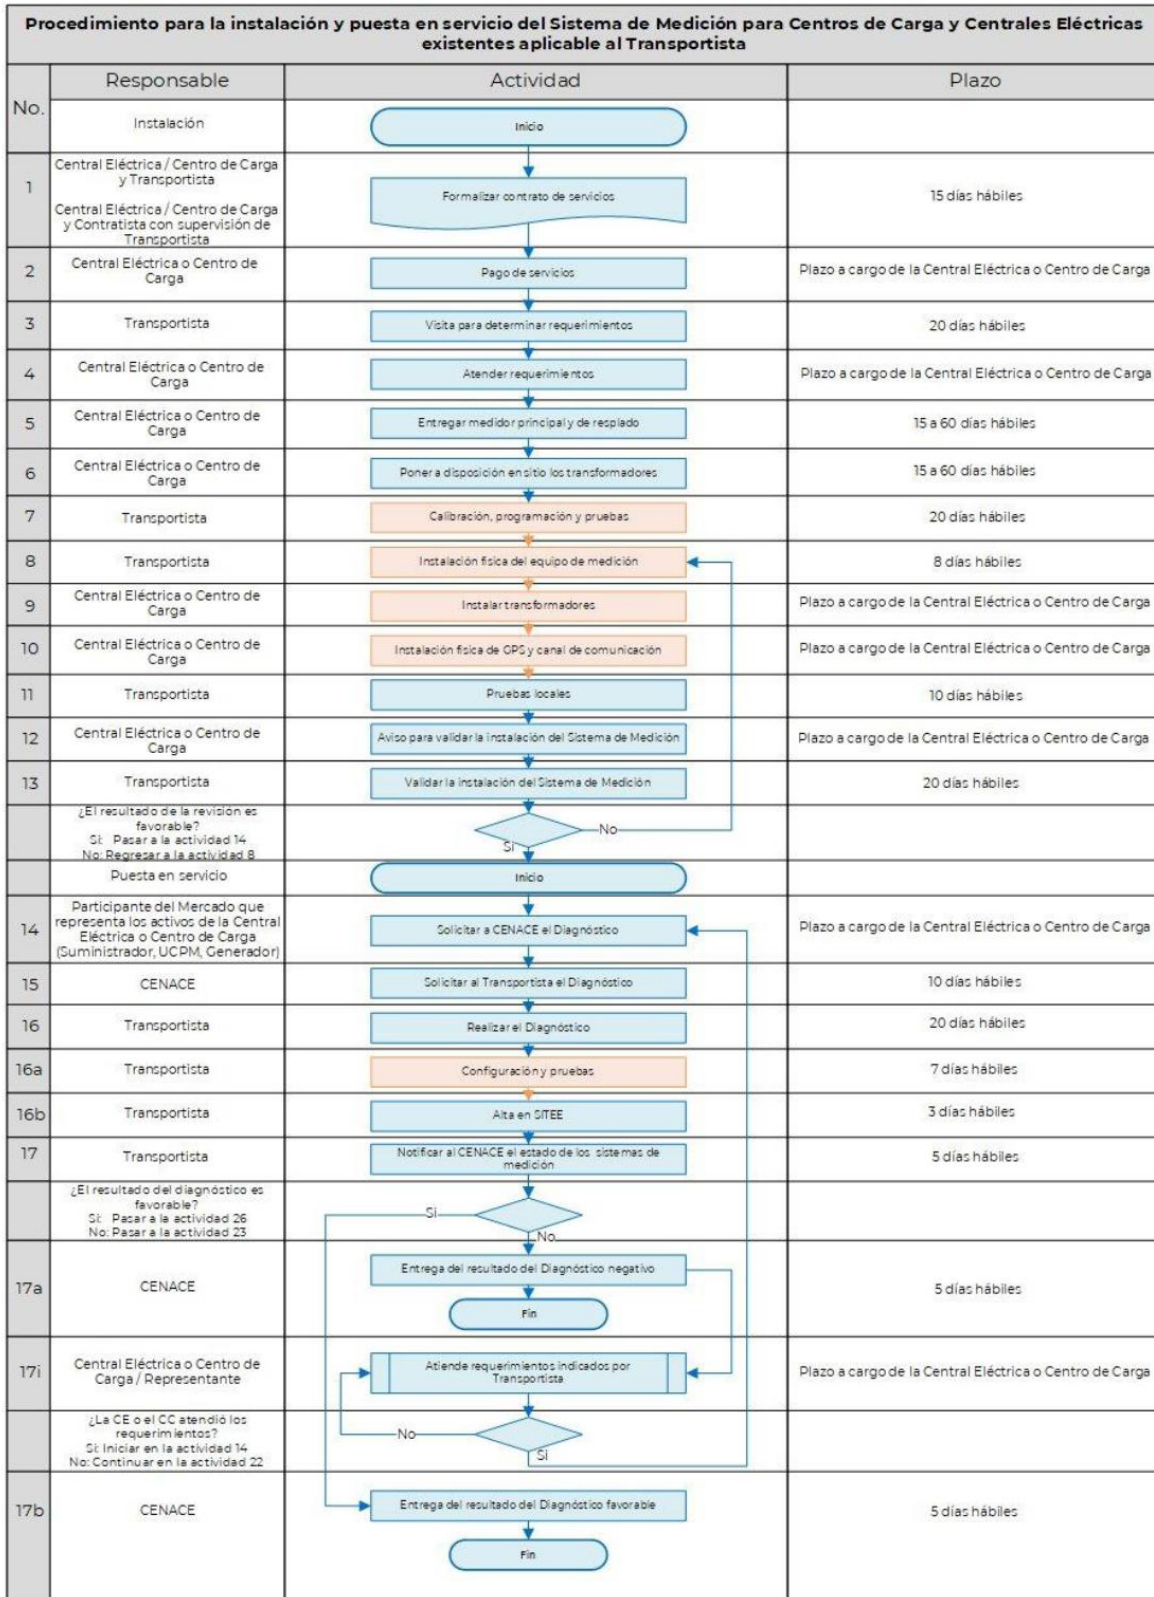 Procedimiento para la instalación y puesta en servicio del Sistema de Medición para Centros de Carga y Centrales Eléctricas
existentes aplicable al Transportista
No.
Responsable
Actividad
Plazo
Instalación
Inicio
1
Central Eléctrica / Centro de Carga
y Transportista
Central Eléctrica / Centro de Carga
y Contratista con supervisión de
Transportista
Formalizar contrato de servicios
15 días hábiles
2
Central Eléctrica o Centro de
Carga
Pago de servicios
Plazo a cargo de la Central Eléctrica o Centro de Carga
3
Transportista
Visita para determinar requerimientos
20 días hábiles
4
Central Eléctrica o Centro de
Carga
Atender requerimientos
Plazo a cargo de la Central Eléctrica o Centro de Carga
5
Central Eléctrica o Centro de
Carga
Entregar medidor principal y de resplado
15 a 60 días hábiles
6
Central Eléctrica o Centro de
Carga
Poner a disposición en sitio los transformadores
15 a 60 días hábiles
7
Transportista
Calibración, programación y pruebas
20 días hábiles
8
Transportista
Instalación física del equipo de medición
8 días hábiles
9
Central Eléctrica o Centro de
Carga
Instalar transformadores
Plazo a cargo de la Central Eléctrica o Centro de Carga
10
Central Eléctrica o Centro de
Carga
Instalación física de GPS y canal de comunicación
Plazo a cargo de la Central Eléctrica o Centro de Carga
11
Transportista
Pruebas locales
10 días hábiles
12
Central Eléctrica o Centro de
Carga
Aviso para validar la instalación del Sistema de Medición
Plazo a cargo de la Central Eléctrica o Centro de Carga
13
Transportista
Validar la instalación del Sistema de Medición
20 días hábiles
¿El resultado de la revisión es
favorable?
Si: Pasar a la actividad 14
No: Regresar a la actividad 8
No
Si
Puesta en servicio
Inicio
14
Participante del Mercado que
representa los activos de la Central
Eléctrica o Centro de Carga
(Suministrador, UCPM, Generador)
Solicitar a CENACE el Diagnóstico
Plazo a cargo de la Central Eléctrica o Centro de Carga
15
CENACE
Solicitar al Transportista el Diagnóstico
10 días hábiles
16
Transportista
Realizar el Diagnóstico
20 días hábiles
16a
Transportista
Configuración y pruebas
7 días hábiles
16b
Transportista
Alta en SITEE
3 días hábiles
17
Transportista
Notificar al CENACE el estado de los sistemas de
medición
5 días hábiles
¿El resultado del diagnóstico es
favorable?
Si: Pasar a la actividad 26
No: Pasar a la actividad 23
Si
No
17a
CENACE
Entrega del resultado del Diagnóstico negativo
Fin
5 días hábiles
17i
Central Eléctrica o Centro de
Carga / Representante
Atiende requerimientos indicados por
Transportista
Plazo a cargo de la Central Eléctrica o Centro de Carga
¿La CE o el CC atendió los
requerimientos?
Si: Iniciar en la actividad 14
No: Continuar en la actividad 22
No
Si
17b
CENACE
Entrega del resultado del Diagnóstico favorable
Fin
5 días hábiles